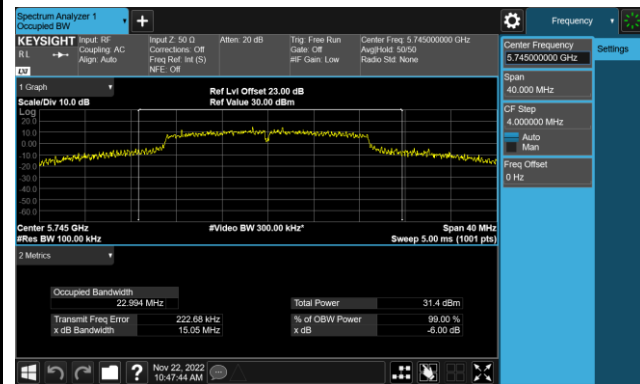 Spectrum Analyzer 1
Occupied BW
+
Frequency
KEYSIGHT
RL
LXI
Input: RF
Coupling: AC
Align: Auto
Input Z: 50 Ω
Corrections: Off
Freq Ref: Int (S)
NFE: Off
Atten: 20 dB
Trig: Free Run
Gate: Off
#IF Gain: Low
Center Freq: 5.745000000 GHz
Avg|Hold: 50/50
Radio Std: None
Center Frequency
5.745000000 GHz
Settings
Span
40.000 MHz
CF Step
4.000000 MHz
Auto
Man
Freq Offset
0 Hz
1 Graph
Scale/Div 10.0 dB
Ref Lvl Offset 23.00 dB
Ref Value 30.00 dBm
Log
20.0
10.0
0.00
-10.0
-20.0
-30.0
-40.0
-50.0
-60.0
Center 5.745 GHz
#Video BW 300.00 kHz*
Span 40 MHz
#Res BW 100.00 kHz
Sweep 5.00 ms (1001 pts)
2 Metrics
Occupied Bandwidth
22.994 MHz
Total Power 31.4 dBm
Transmit Freq Error 222.68 kHz
% of OBW Power 99.00 %
x dB Bandwidth 15.05 MHz
x dB -6.00 dB
?
Nov 22, 2022
10:47:44 AM